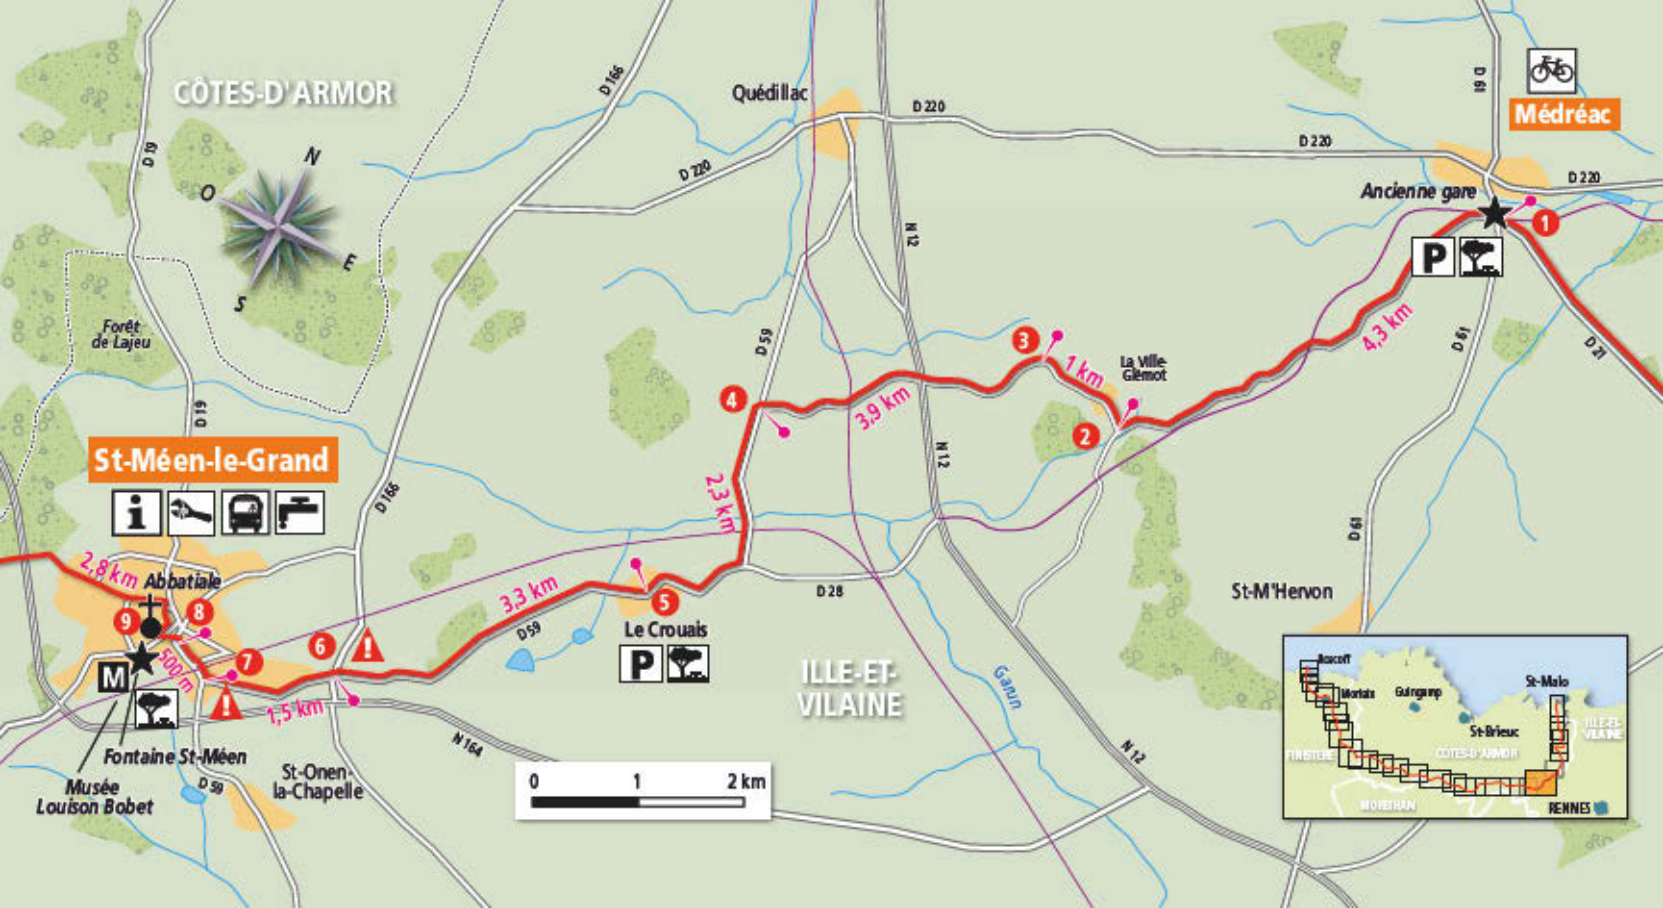 CÔTES-D'ARMOR
N
O
E
S
D 19
D 166
Quédillac
D 220
D 220
D 220
D 61
Médréac
D 220
Ancienne gare
1
P
N 12
Forêt
de Lajeu
D 59
3
1 km
La Ville-
Glémot
4,3 km
D 61
D 21
4
3,9 km
2
D 19
St-Méen-le-Grand
i
D 166
N 12
2,3 km
D 61
2,8 km
Abbatiale
3,3 km
D 28
St-M'Hervon
9
8
5
D 59
Le Crouais
P
6
!
7
500 m
M
!
1,5 km
ILLE-ET-
VILAINE
Garun
N 164
N 12
Fontaine St-Méen
Musée
Louison Bobet
D 59
St-Onen-
la-Chapelle
0 1 2 km
Roscoff
Morlaix
Guingamp
St-Malo
St-Brieuc
ILLE-ET-
VILAINE
FINISTÈRE
CÔTES-D'ARMOR
MORBIHAN
RENNES